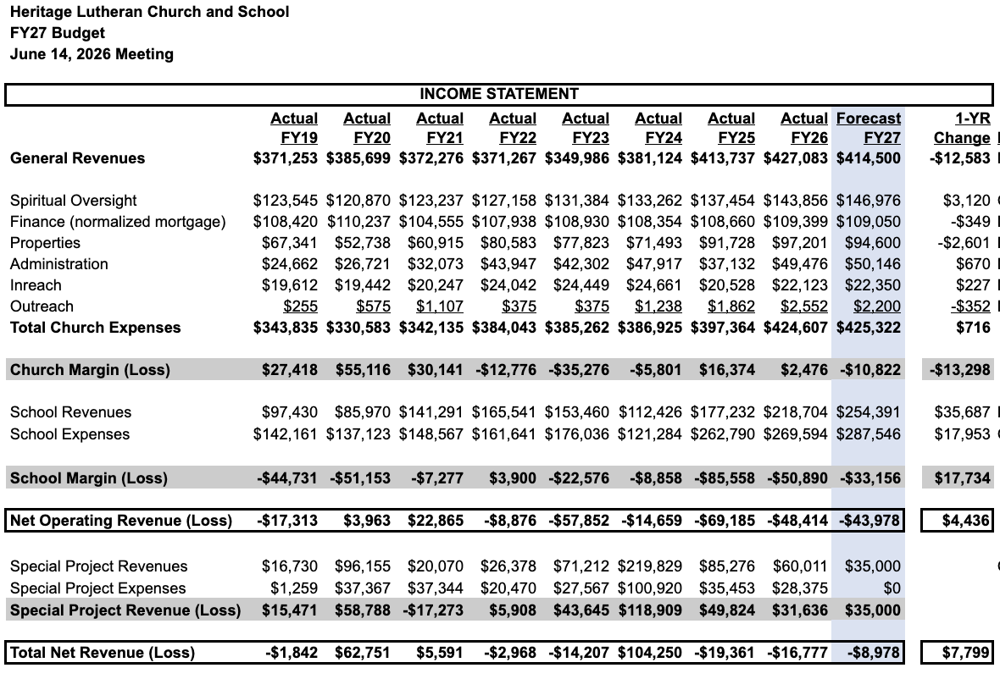 Heritage Lutheran Church and School
FY27 Budget
June 14, 2026 Meeting
INCOME STATEMENT
Actual Actual Actual Actual Actual Actual Actual Actual Forecast 1-YR
FY19 FY20 FY21 FY22 FY23 FY24 FY25 FY26 FY27 Change
General Revenues $371,253 $385,699 $372,276 $371,267 $349,986 $381,124 $413,737 $427,083 $414,500 -$12,583
Spiritual Oversight $123,545 $120,870 $123,237 $127,158 $131,384 $133,262 $137,454 $143,856 $146,976 $3,120
Finance (normalized mortgage) $108,420 $110,237 $104,555 $107,938 $108,930 $108,354 $108,660 $109,399 $109,050 -$349
Properties $67,341 $52,738 $60,915 $80,583 $77,823 $71,493 $91,728 $97,201 $94,600 -$2,601
Administration $24,662 $26,721 $32,073 $43,947 $42,302 $47,917 $37,132 $49,476 $50,146 $670
Inreach $19,612 $19,442 $20,247 $24,042 $24,449 $24,661 $20,528 $22,123 $22,350 $227
Outreach $255 $575 $1,107 $375 $375 $1,238 $1,862 $2,552 $2,200 -$352
Total Church Expenses $343,835 $330,583 $342,135 $384,043 $385,262 $386,925 $397,364 $424,607 $425,322 $716
Church Margin (Loss) $27,418 $55,116 $30,141 -$12,776 -$35,276 -$5,801 $16,374 $2,476 -$10,822 -$13,298
School Revenues $97,430 $85,970 $141,291 $165,541 $153,460 $112,426 $177,232 $218,704 $254,391 $35,687
School Expenses $142,161 $137,123 $148,567 $161,641 $176,036 $121,284 $262,790 $269,594 $287,546 $17,953
School Margin (Loss) -$44,731 -$51,153 -$7,277 $3,900 -$22,576 -$8,858 -$85,558 -$50,890 -$33,156 $17,734
Net Operating Revenue (Loss) -$17,313 $3,963 $22,865 -$8,876 -$57,852 -$14,659 -$69,185 -$48,414 -$43,978 $4,436
Special Project Revenues $16,730 $96,155 $20,070 $26,378 $71,212 $219,829 $85,276 $60,011 $35,000
Special Project Expenses $1,259 $37,367 $37,344 $20,470 $27,567 $100,920 $35,453 $28,375 $0
Special Project Revenue (Loss) $15,471 $58,788 -$17,273 $5,908 $43,645 $118,909 $49,824 $31,636 $35,000
Total Net Revenue (Loss) -$1,842 $62,751 $5,591 -$2,968 -$14,207 $104,250 -$19,361 -$16,777 -$8,978 $7,799